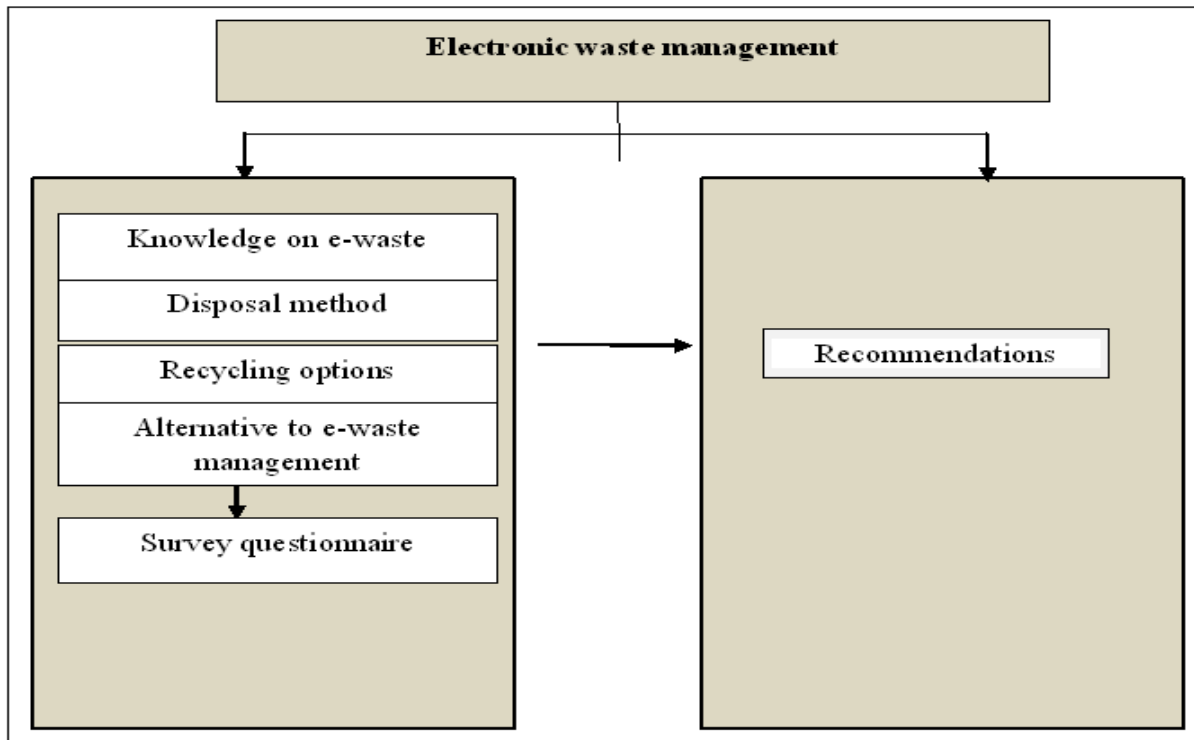 Electronic waste management
Knowledge on e-waste
Disposal method
Recycling options
Alternative to e-waste
management
Survey questionnaire
Recommendations